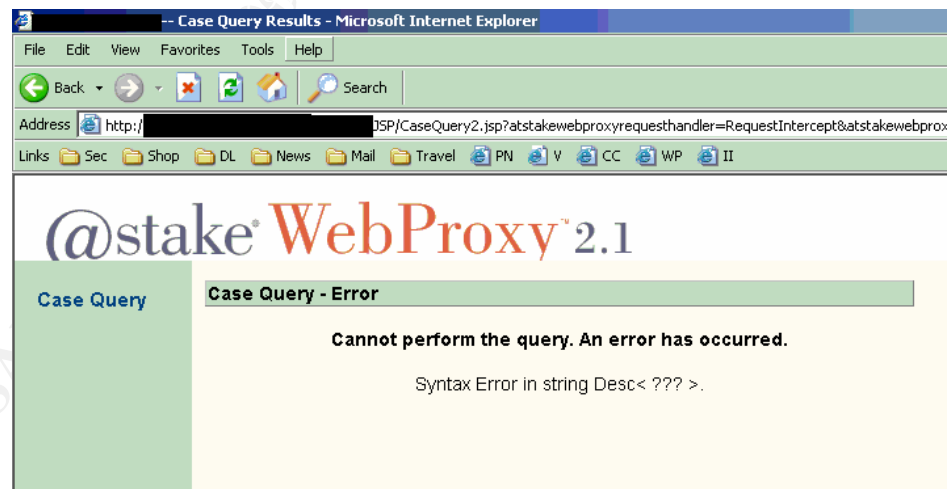 -- Case Query Results - Microsoft Internet Explorer
File Edit View Favorites Tools Help
Back Search
Address http:/ JSP/CaseQuery2.jsp?atstakewebproxyrequesthandler=RequestIntercept&atstakewebprox
Links Sec Shop DL News Mail Travel PN V CC WP II
@stake WebProxy™ 2.1
Case Query
Case Query - Error
Cannot perform the query. An error has occurred.
Syntax Error in string Desc< ??? >.